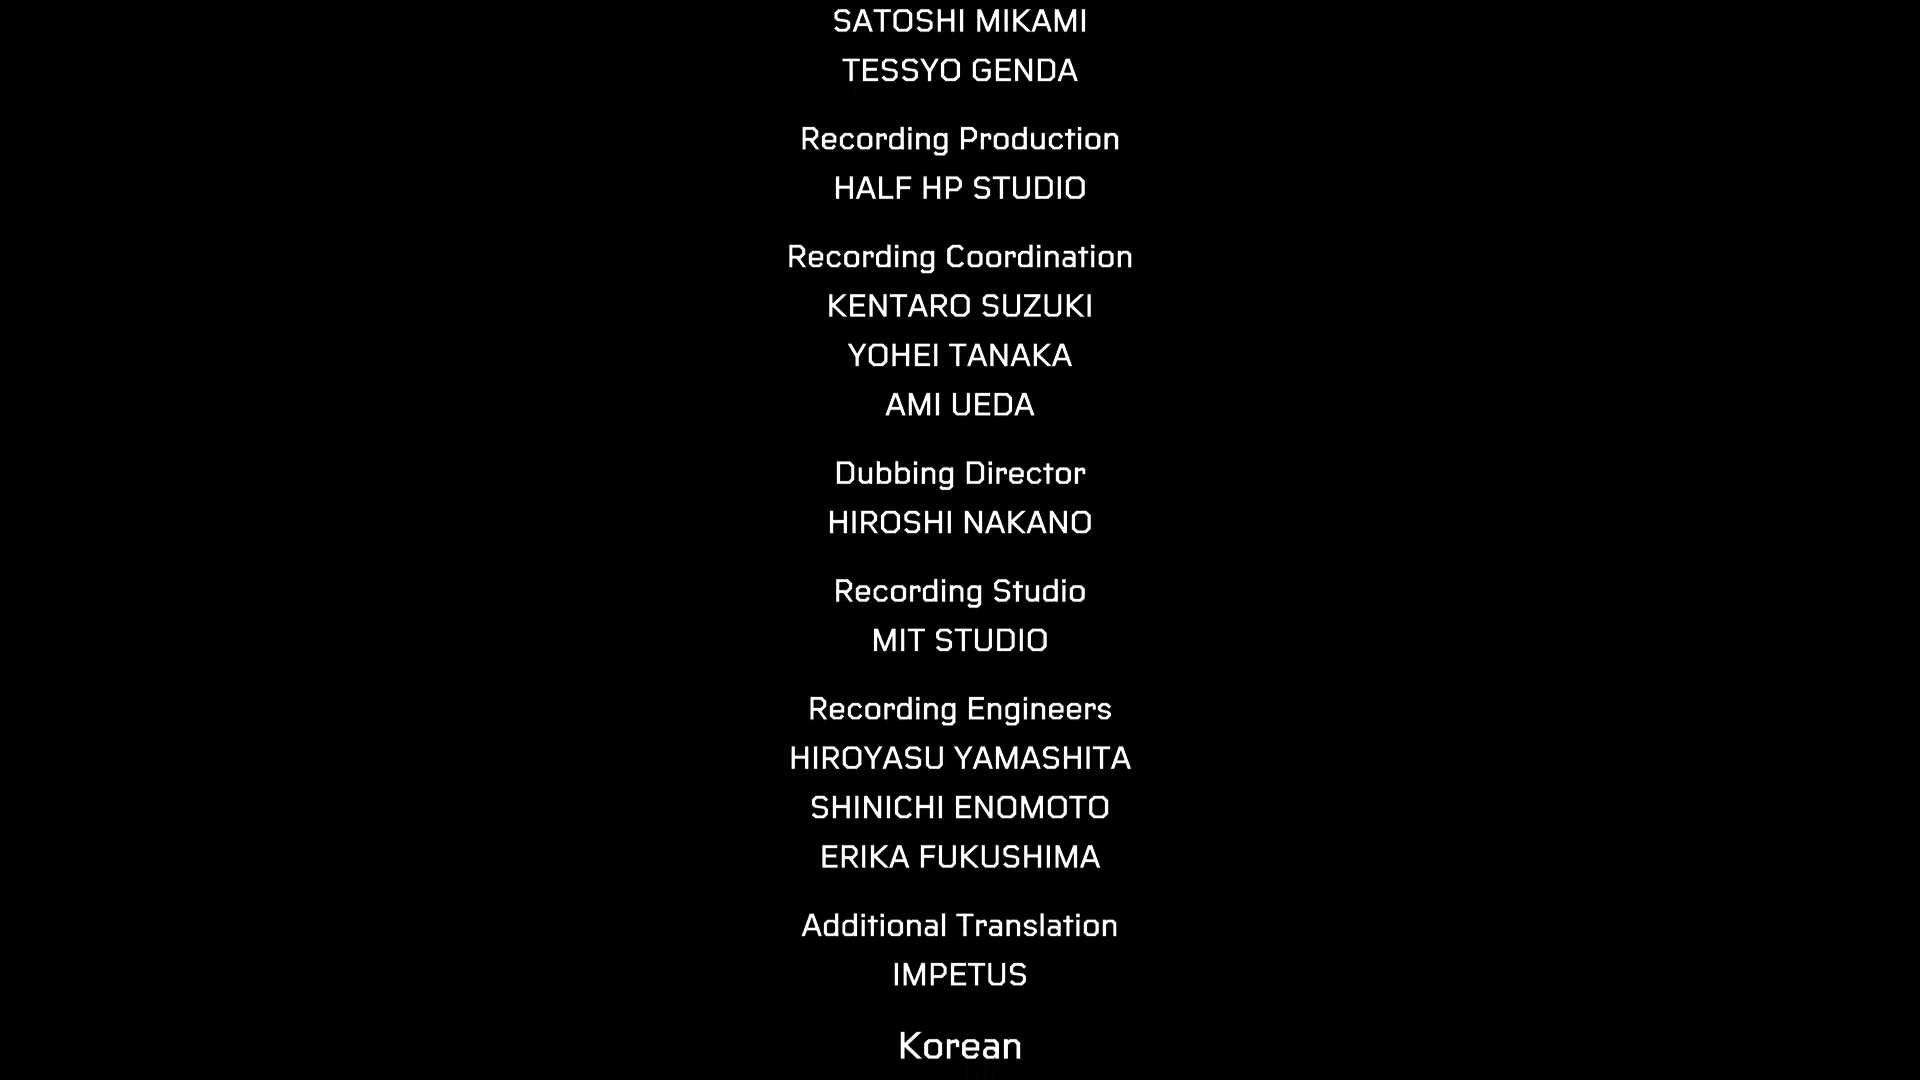 SATOSHI MIKAMI
TESSYO GENDA
Recording Production
HALF HP STUDIO
Recording Coordination
KENTARO SUZUKI
YOHEI TANAKA
AMI UEDA
Dubbing Director
HIROSHI NAKANO
Recording Studio
MIT STUDIO
Recording Engineers
HIROYASU YAMASHITA
SHINICHI ENOMOTO
ERIKA FUKUSHIMA
Additional Translation
IMPETUS
Korean